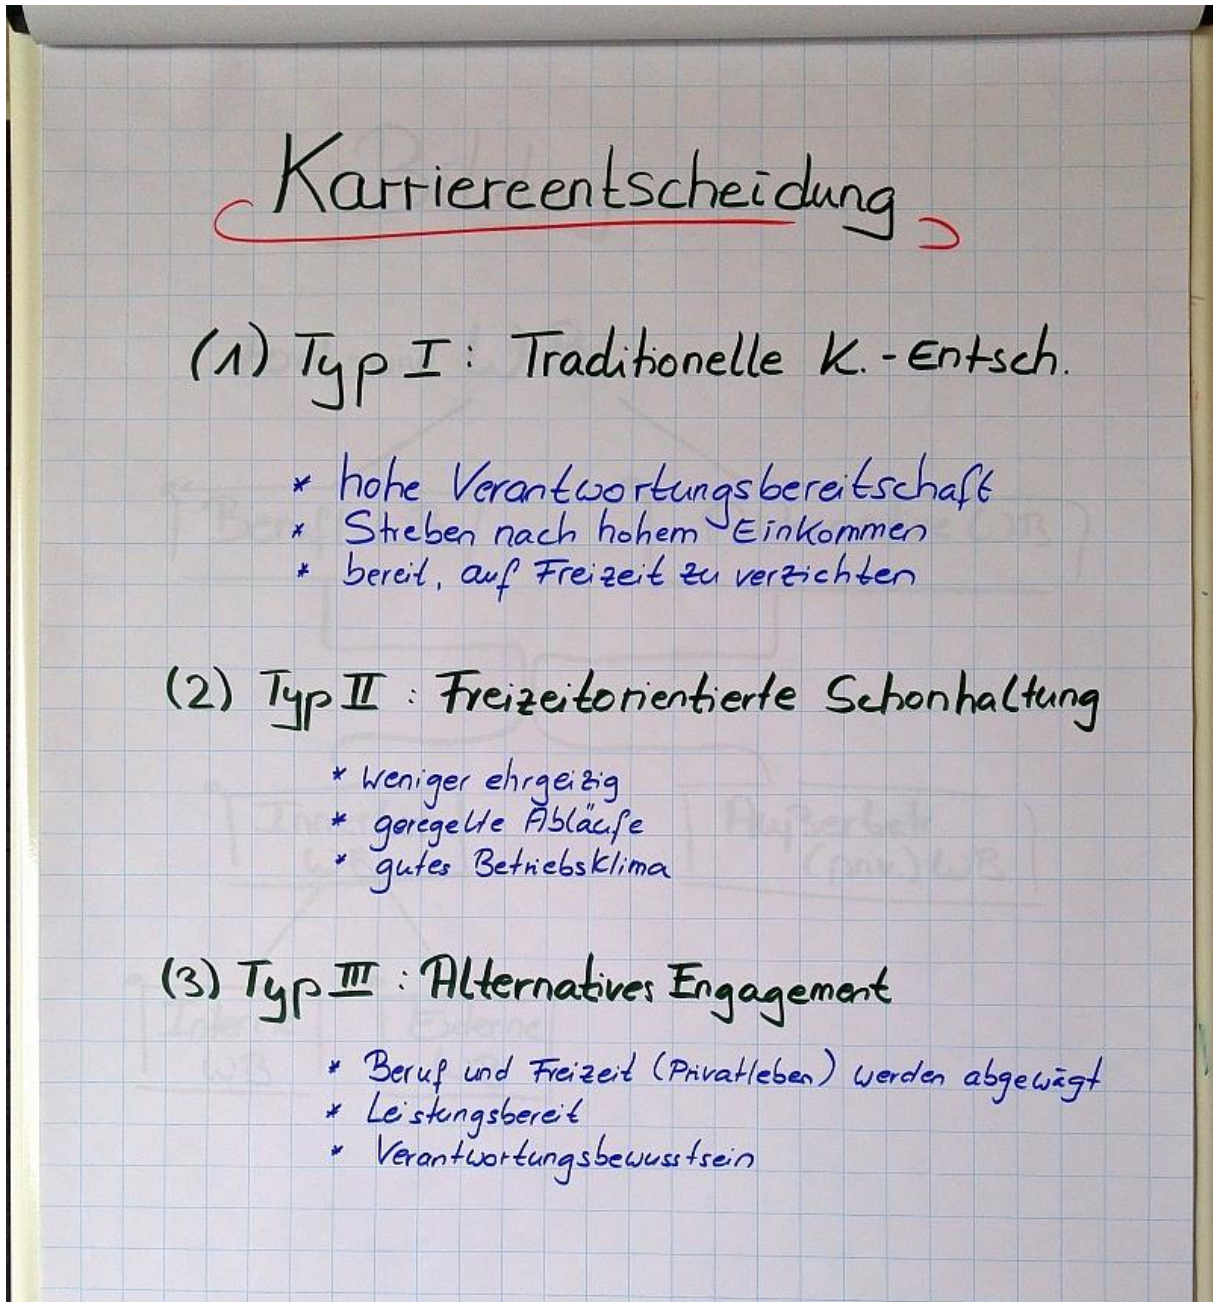 Karriereentscheidung
(1) Typ I : Traditionelle K.-Entsch.
* hohe Verantwortungsbereitschaft
* Streben nach hohem Einkommen
* bereit, auf Freizeit zu verzichten
(2) Typ II : Freizeitorientierte Schonhaltung
* weniger ehrgeizig
* geregelte Abläufe
* gutes Betriebsklima
(3) Typ III : Alternatives Engagement
* Beruf und Freizeit (Privatleben) werden abgewägt
* Leistungsbereit
* Verantwortungsbewusstsein